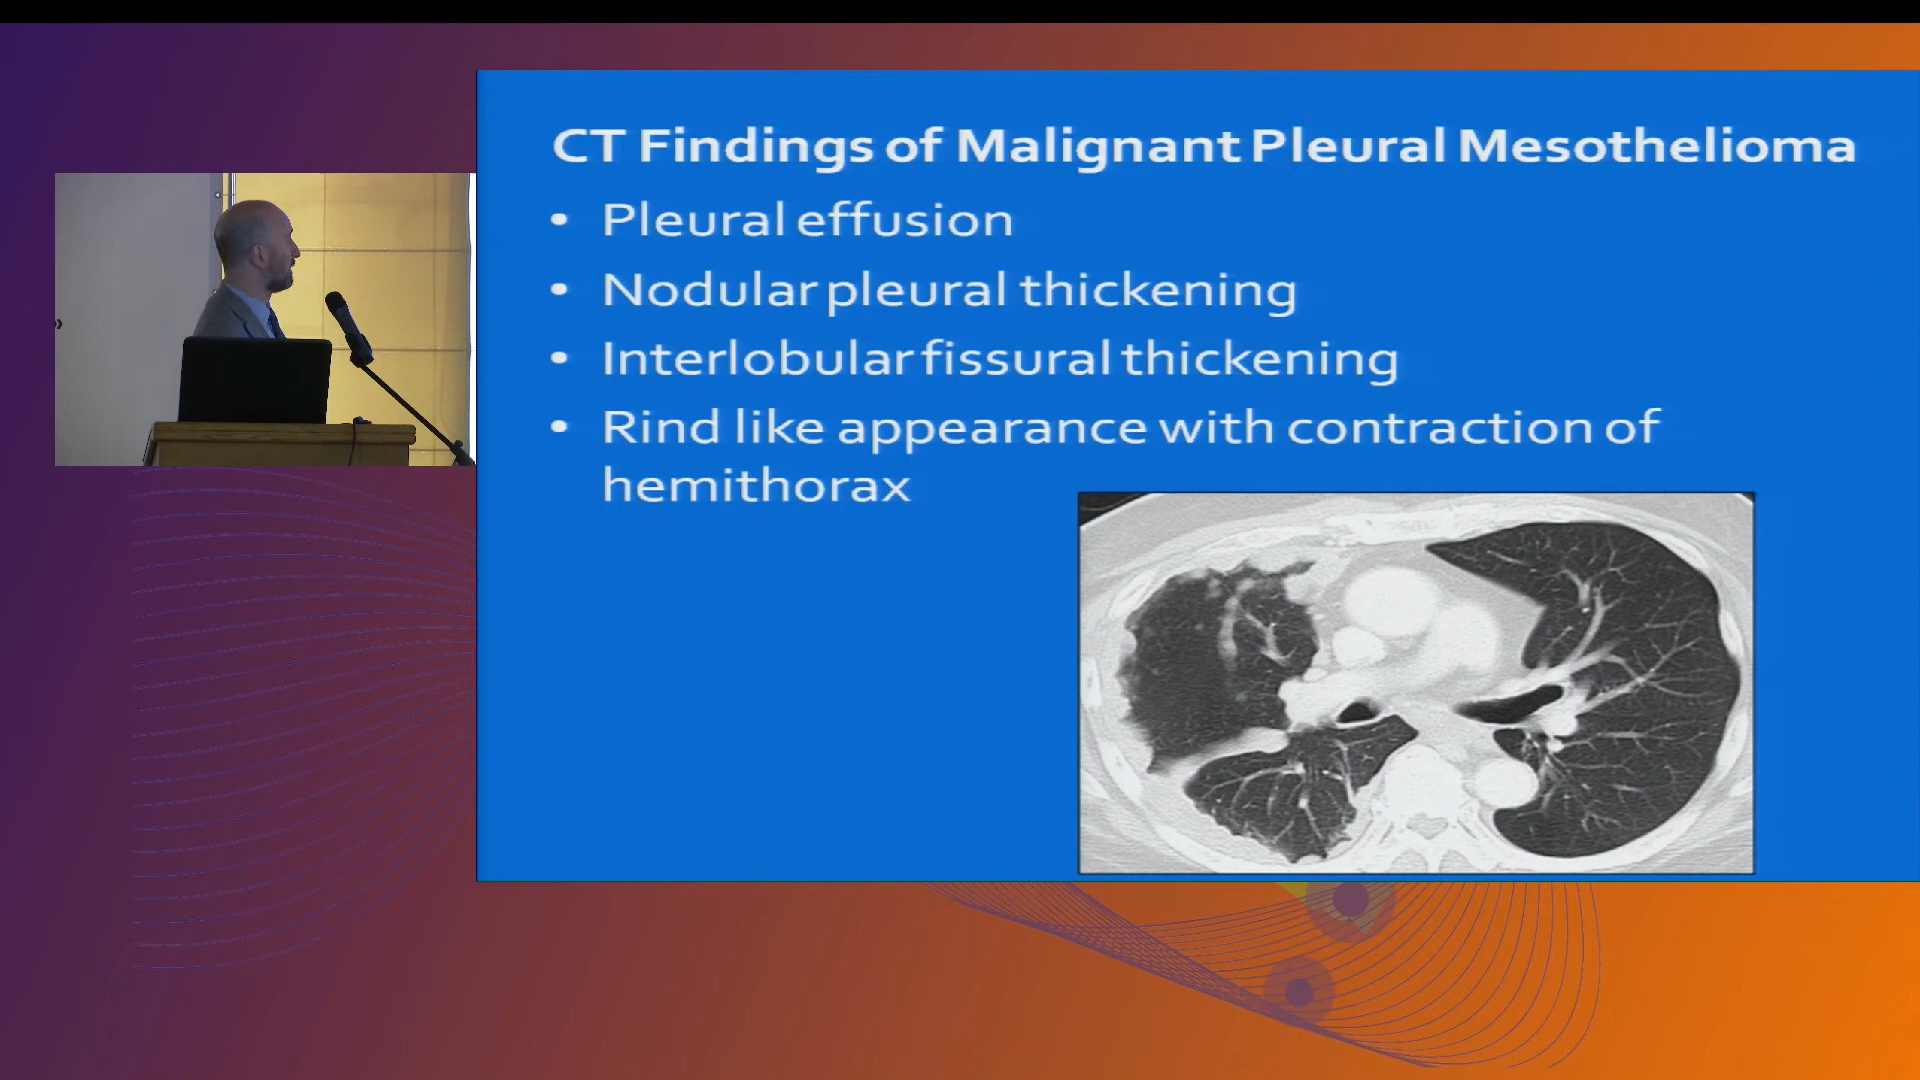 CT Findings of Malignant Pleural Mesothelioma
• Pleural effusion
• Nodular pleural thickening
• Interlobular fissural thickening
• Rind like appearance with contraction of
hemithorax